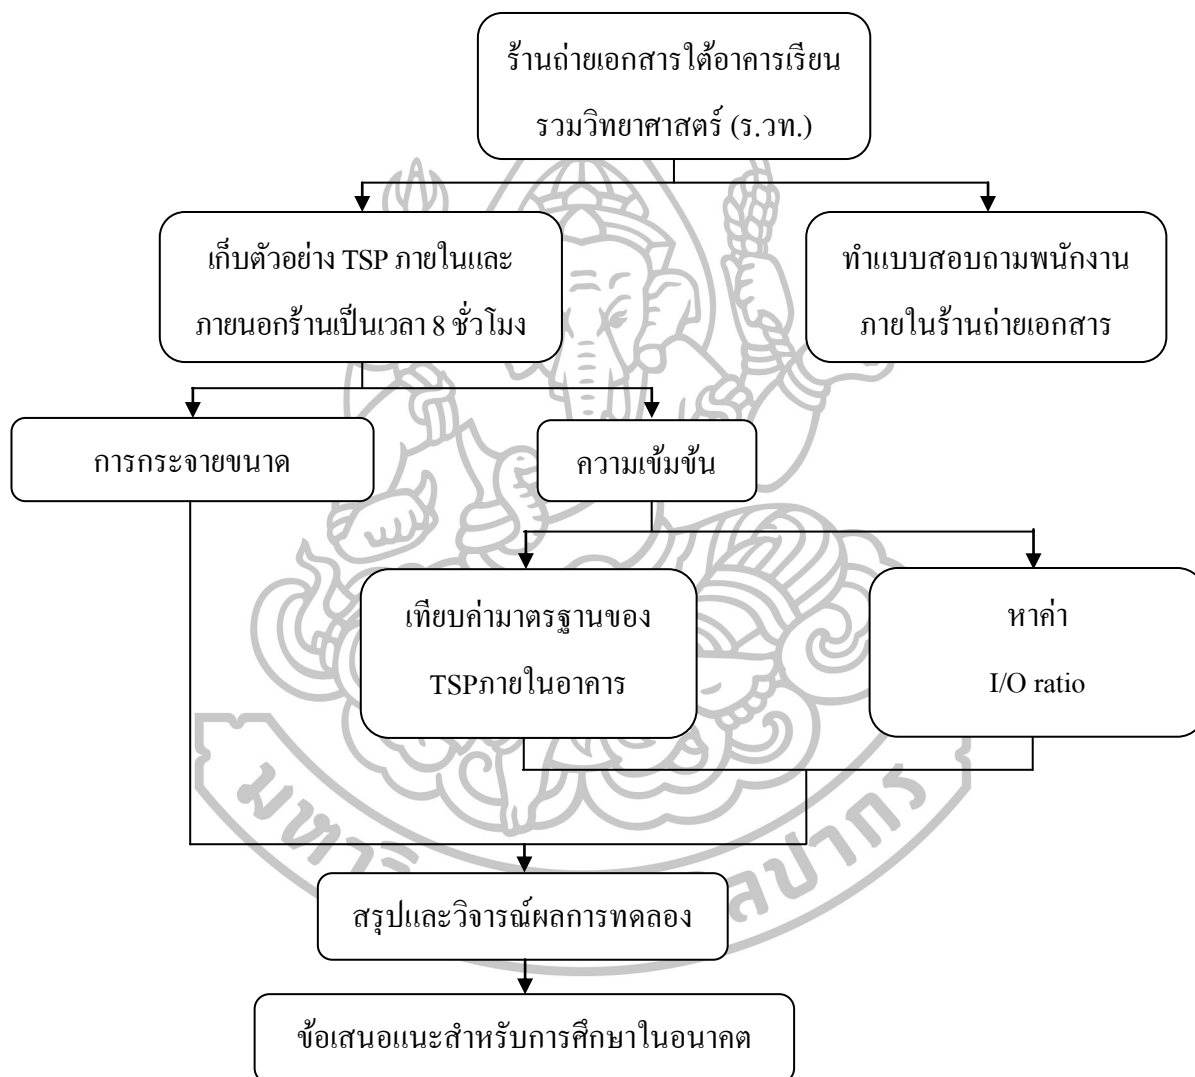 ร้านถ่ายเอกสารใต้อาคารเรียน
รวมวิทยาศาสตร์ (ร.วท.)
เก็บตัวอย่าง TSP ภายในและ
ภายนอกร้านเป็นเวลา 8 ชั่วโมง
ทำแบบสอบถามพนักงาน
ภายในร้านถ่ายเอกสาร
การกระจายขนาด
ความเข้มข้น
เทียบค่ามาตรฐานของ
TSPภายในอาคาร
หาค่า
I/O ratio
สรุปและวิจารณ์ผลการทดลอง
ข้อเสนอแนะสำหรับการศึกษาในอนาคต